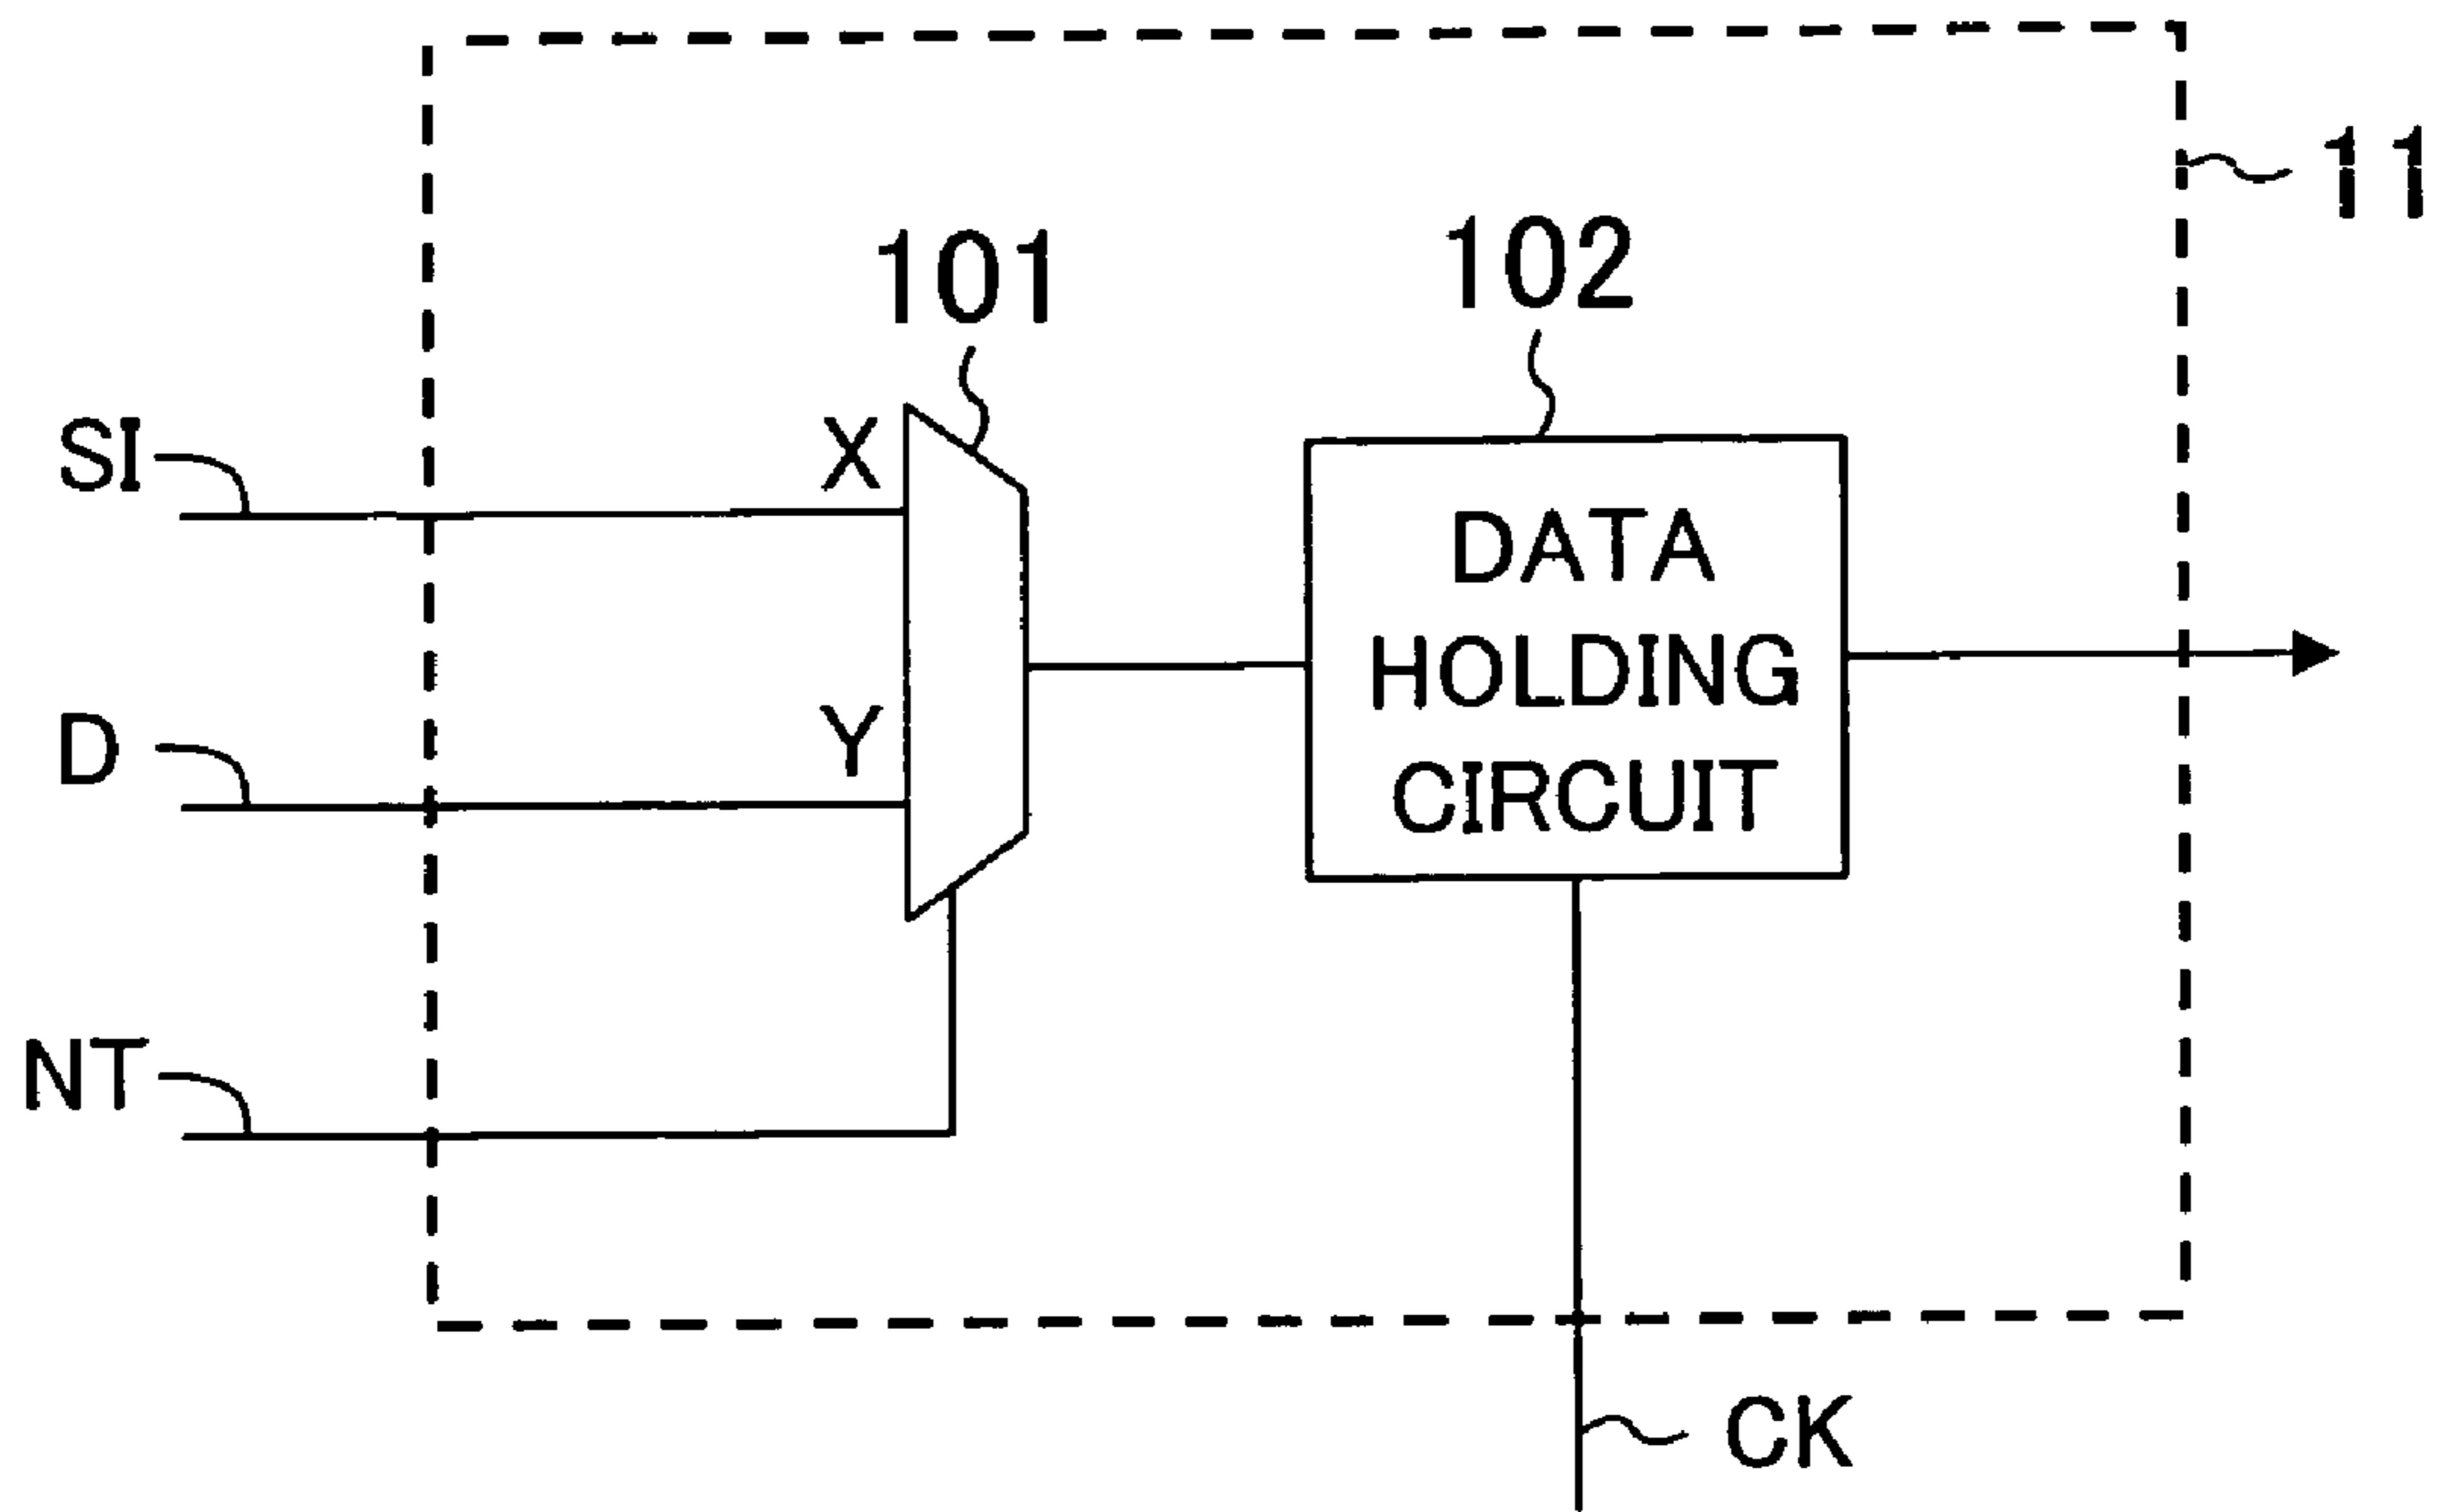 11
101
102
SI
X
DATA
HOLDING
CIRCUIT
D
Y
NT
CK